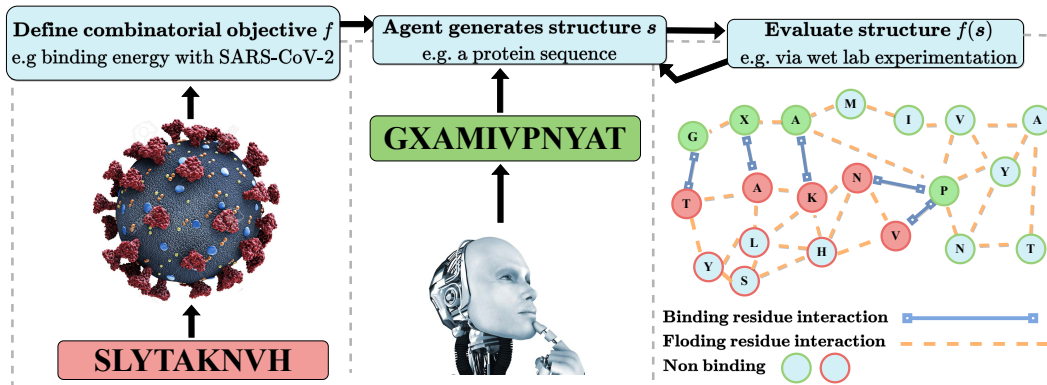 Define combinatorial objective f
e.g binding energy with SARS-CoV-2
Agent generates structure s
e.g. a protein sequence
Evaluate structure f(s)
e.g. via wet lab experimentation
SLYTAKNVH
GXAMIVPNYAT
G
X
A
M
I
V
A
T
A
K
N
P
Y
V
L
H
N
T
Y
S
Binding residue interaction
Floding residue interaction
Non binding